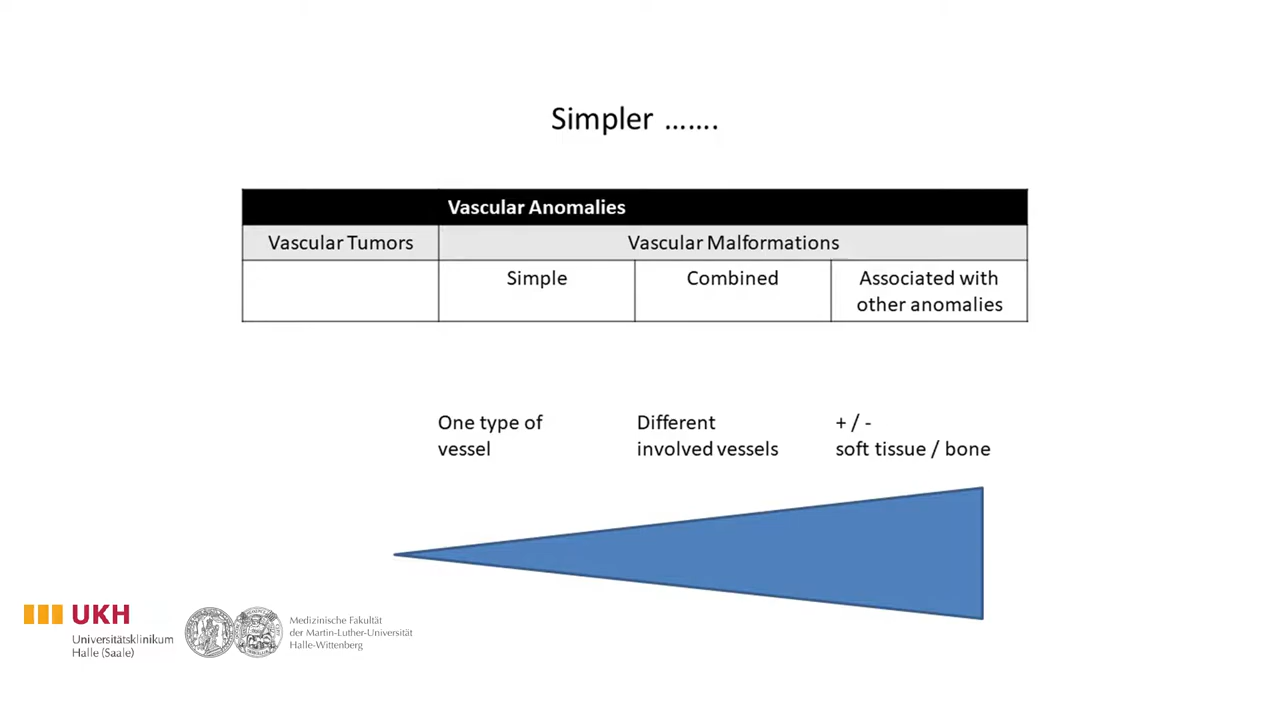 Simpler …….
Vascular Anomalies
Vascular Tumors
Vascular Malformations
Simple
Combined
Associated with
other anomalies
One type of
vessel
Different
involved vessels
+ / -
soft tissue / bone
UKH
Universitätsklinikum
Halle (Saale)
Medizinische Fakultät
der Martin-Luther-Universität
Halle-Wittenberg